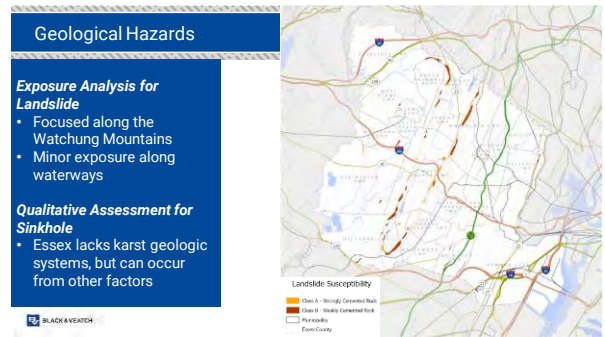 Geological Hazards
Exposure Analysis for
Landslide
• Focused along the
Watchung Mountains
• Minor exposure along
waterways
Qualitative Assessment for
Sinkhole
• Essex lacks karst geologic
systems, but can occur
from other factors
BLACK & VEATCH
Landslide Susceptibility
Class A - Strongly Cemented Rock
Class B - Weakly Cemented Rock
Municipality
Essex County